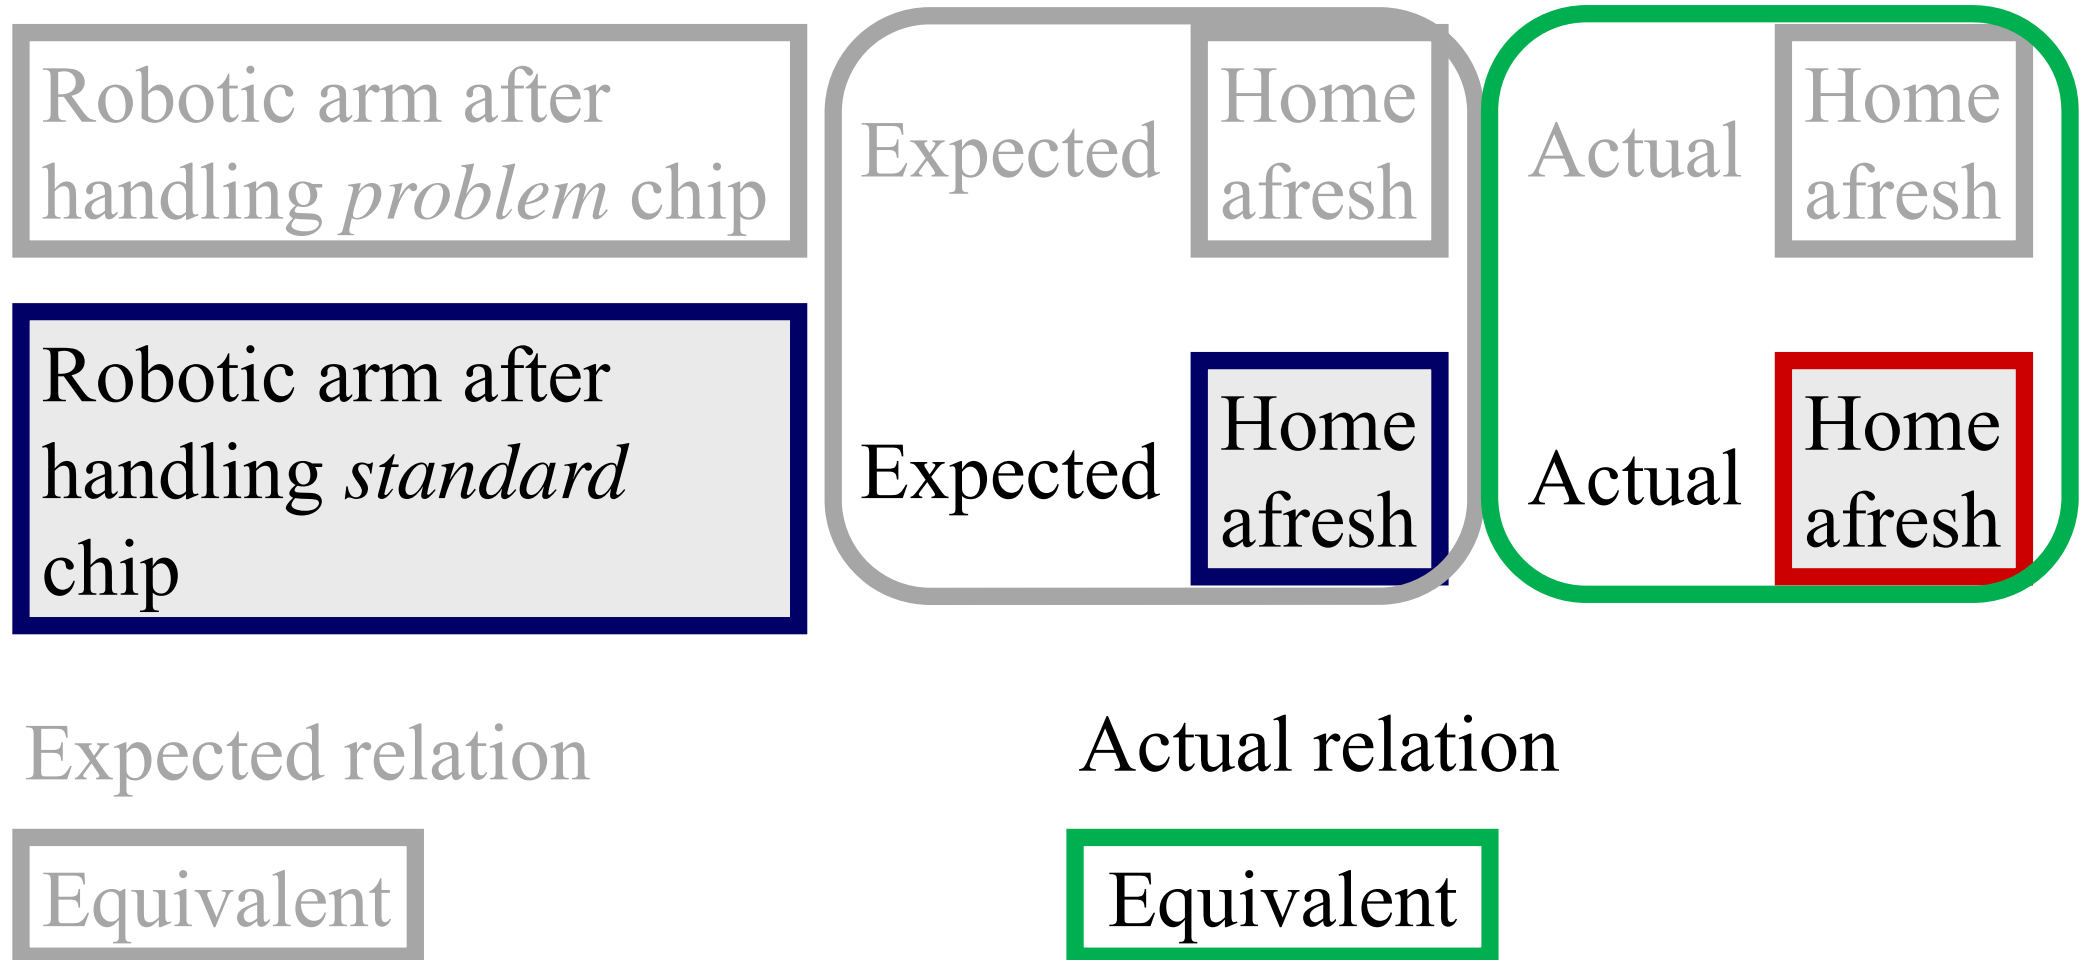 Robotic arm after
handling problem chip
Expected
Home
afresh
Actual
Home
afresh
Robotic arm after
handling standard
chip
Expected
Home
afresh
Actual
Home
afresh
Expected relation
Actual relation
Equivalent
Equivalent